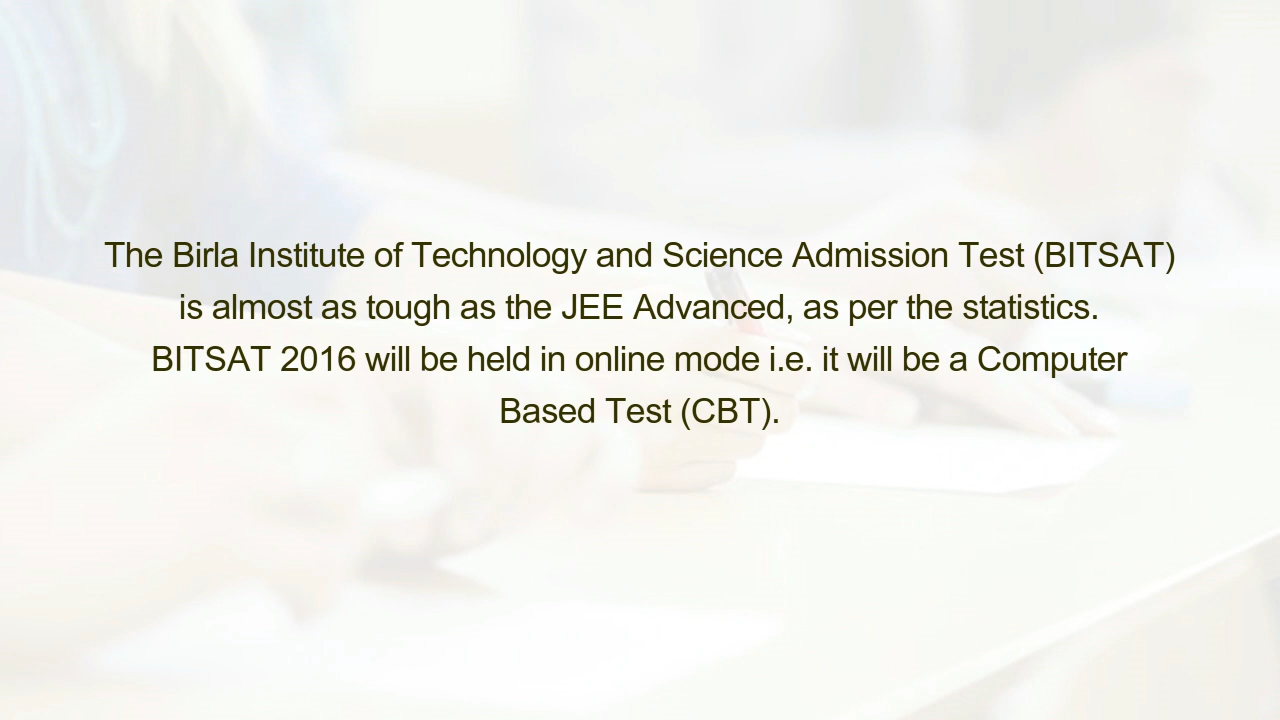 The Birla Institute of Technology and Science Admission Test (BITSAT)
is almost as tough as the JEE Advanced, as per the statistics.
BITSAT 2016 will be held in online mode i.e. it will be a Computer
Based Test (CBT).